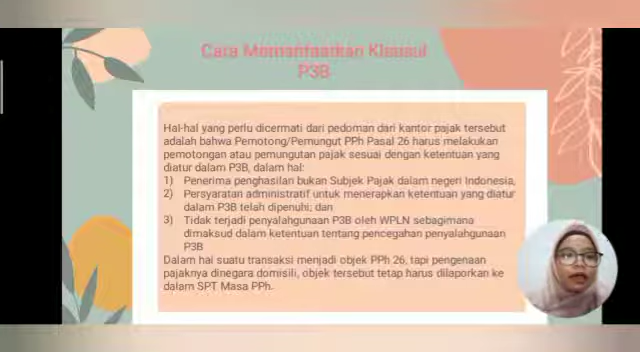 Cara Memanfaatkan Klausul
P3B
Hal-hal yang perlu dicermati dari pedoman dari kantor pajak tersebut
adalah bahwa Pemotong/Pemungut PPh Pasal 26 harus melakukan
pemotongan atau pemungutan pajak sesuai dengan ketentuan yang
diatur dalam P3B, dalam hal:
1) Penerima penghasilan bukan Subjek Pajak dalam negeri Indonesia,
2) Persyaratan administratif untuk menerapkan ketentuan yang diatur
dalam P3B telah dipenuhi; dan
3) Tidak terjadi penyalahgunaan P3B oleh WPLN sebagimana
dimaksud dalam ketentuan tentang pencegahan penyalahgunaan
P3B
Dalam hal suatu transaksi menjadi objek PPh 26, tapi pengenaan
pajaknya dinegara domisili, objek tersebut tetap harus dilaporkan ke
dalam SPT Masa PPh.